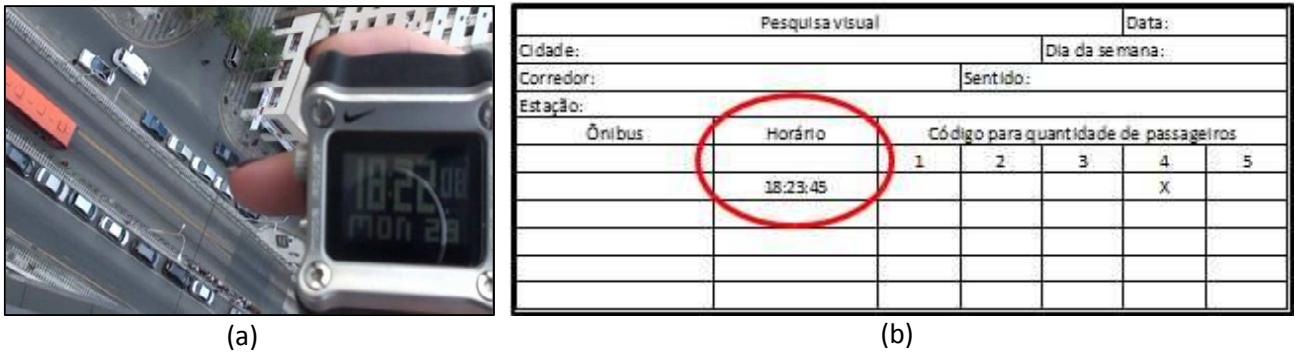 18:22 08
mon 29
(a)
Pesquisa visual Data:
Cidade: Dia da semana:
Corredor: Sentido:
Estação:
Ônibus Horário Código para quantidade de passageiros
1 2 3 4 5
18:23:45 X
(b)